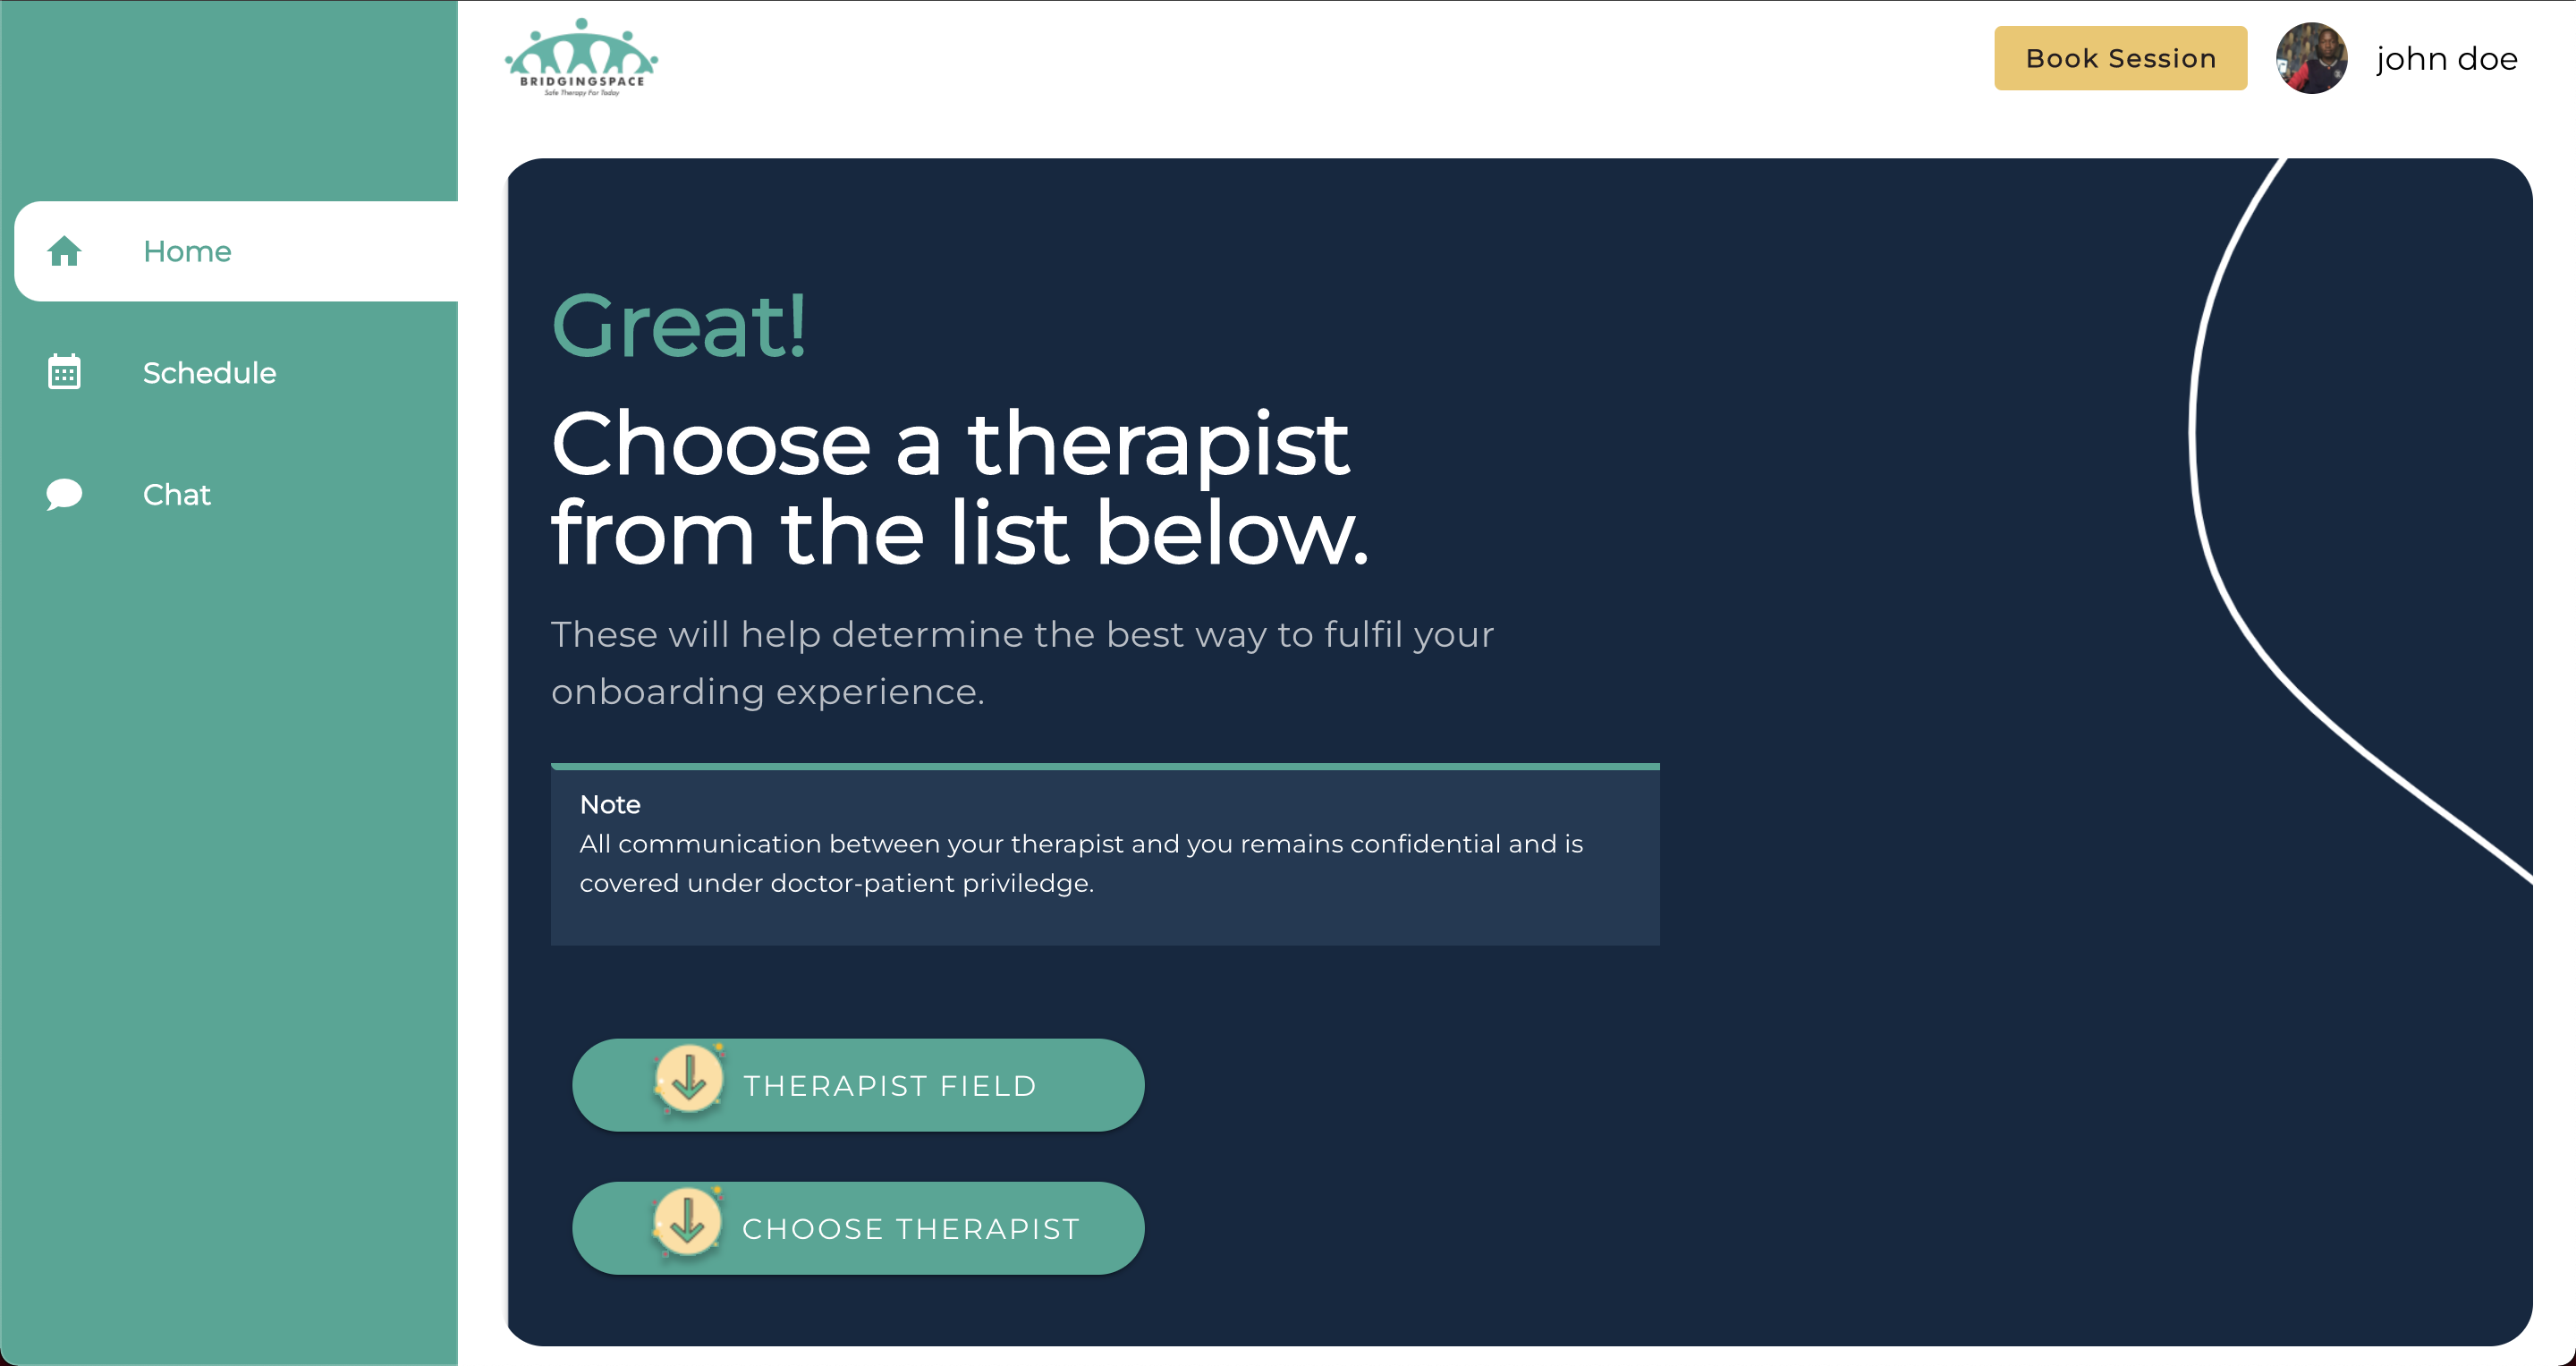 BRIDGINGSPACE
Safe Therapy For Today
Book Session
john doe
Home
Schedule
Chat
Great!
Choose a therapist
from the list below.
These will help determine the best way to fulfil your
onboarding experience.
Note
All communication between your therapist and you remains confidential and is
covered under doctor-patient priviledge.
THERAPIST FIELD
CHOOSE THERAPIST